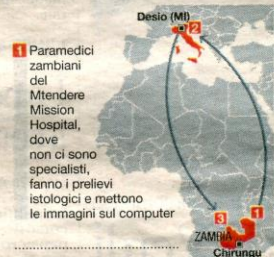 Desio (MI)
2
1 Paramedici
zambiani
del
Mtendere
Mission
Hospital,
dove
non ci sono
specialisti,
fanno i prelievi
istologici e mettono
le immagini sul computer
3
1
ZAMBIA
Chirungu